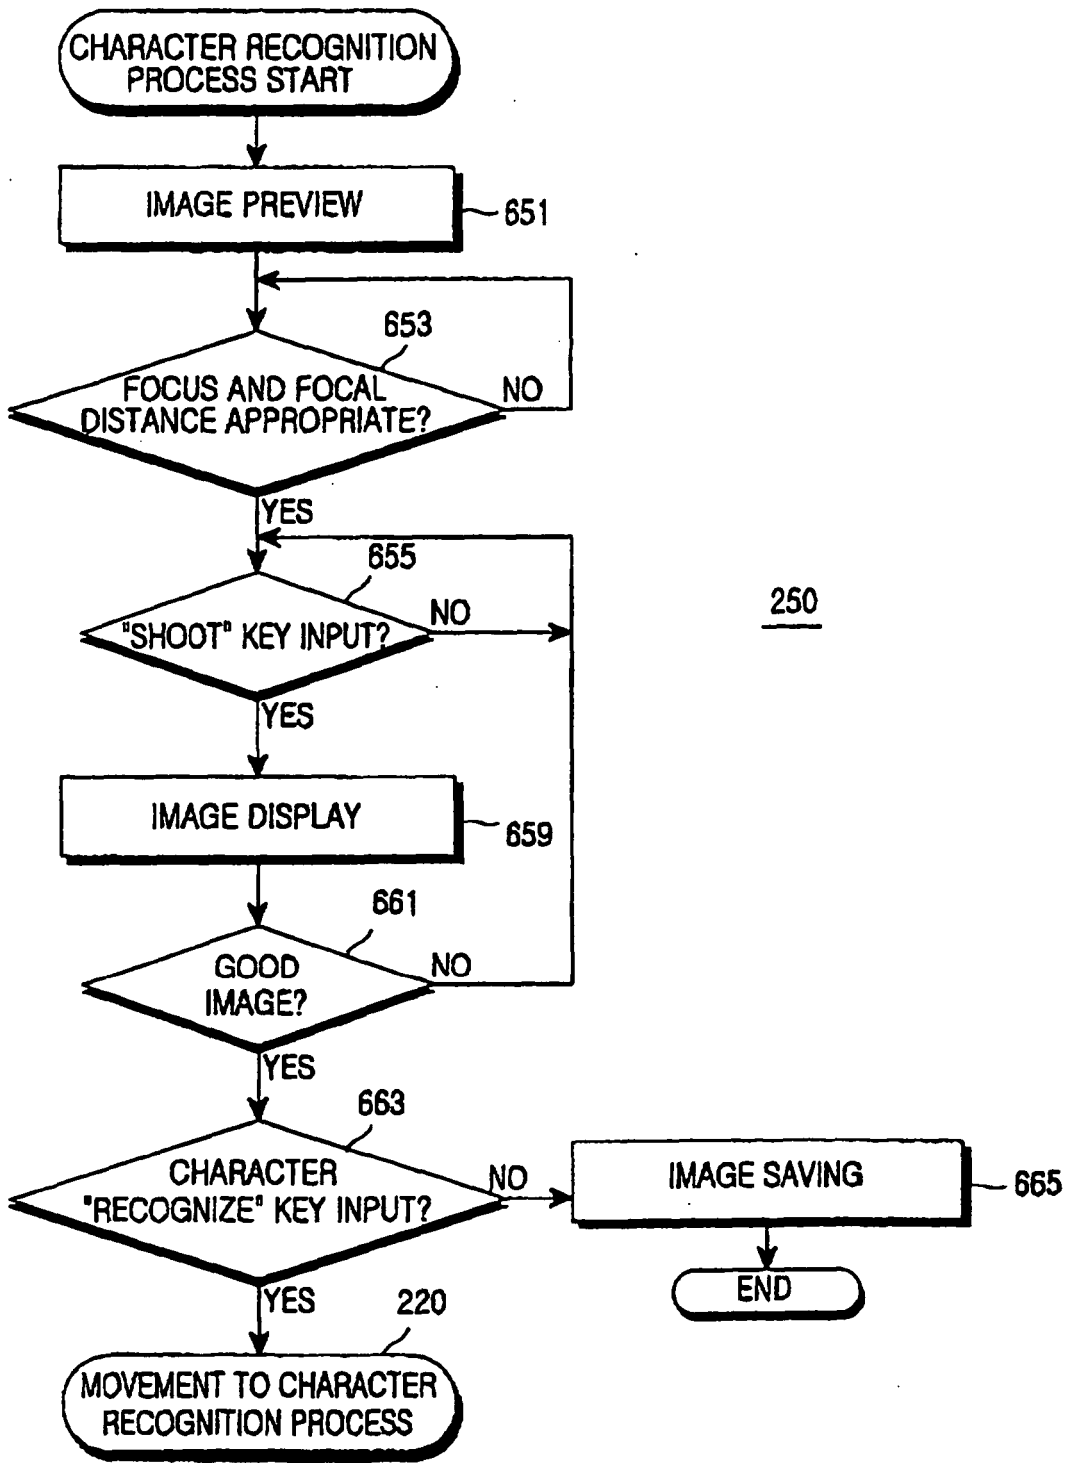 CHARACTER RECOGNITION
PROCESS START
IMAGE PREVIEW
651
653
FOCUS AND FOCAL
DISTANCE APPROPRIATE?
NO
YES
655
"SHOOT" KEY INPUT?
NO
250
YES
IMAGE DISPLAY
659
661
GOOD
IMAGE?
NO
YES
663
CHARACTER
"RECOGNIZE" KEY INPUT?
NO
IMAGE SAVING
665
END
YES
220
MOVEMENT TO CHARACTER
RECOGNITION PROCESS